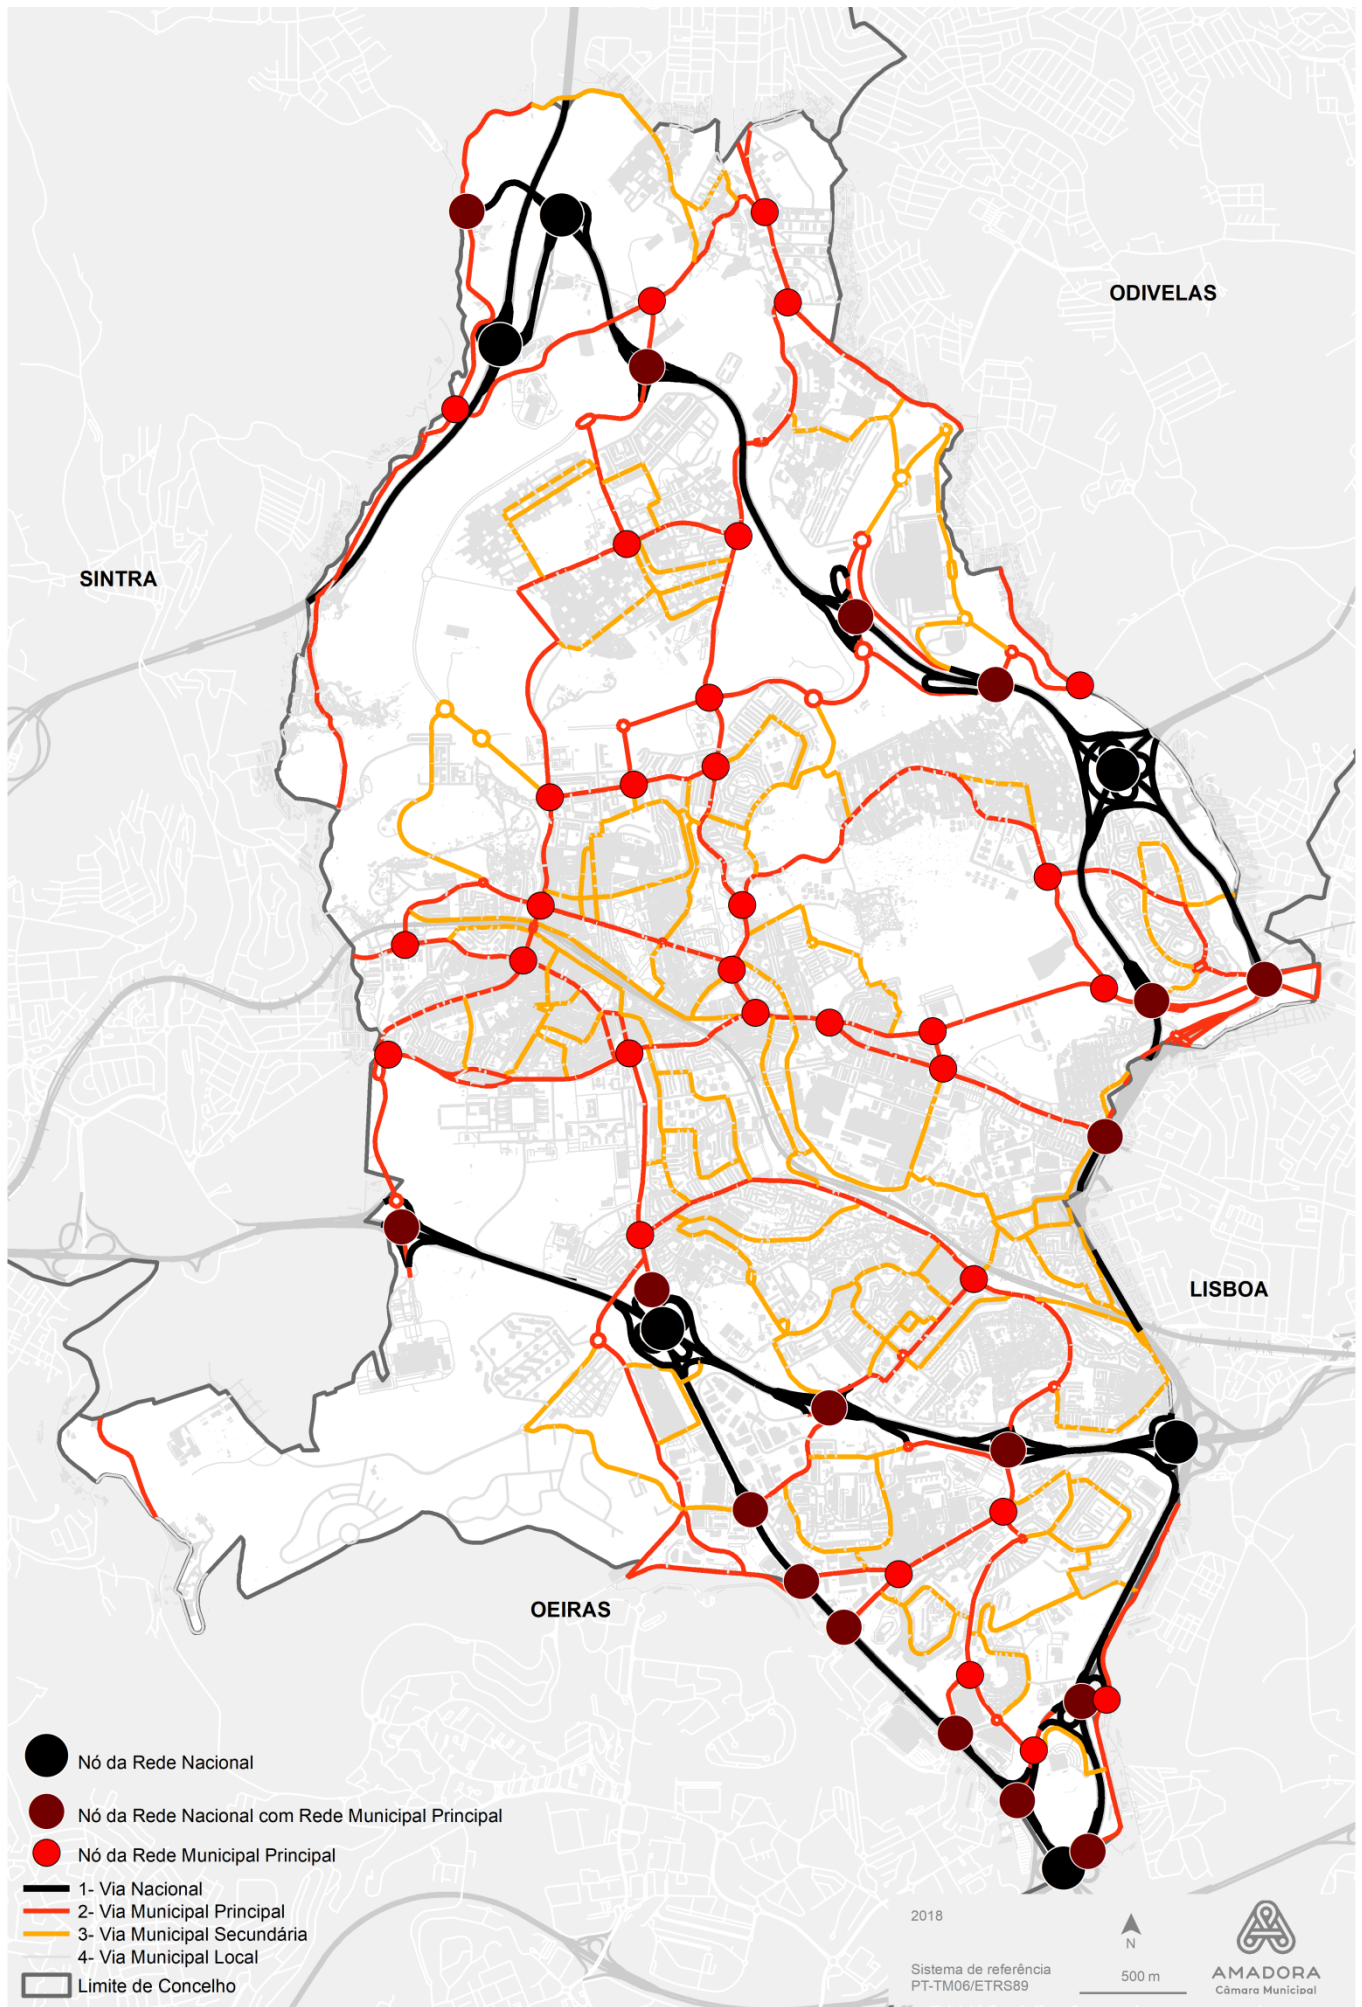 ODIVELAS
SINTRA
LISBOA
OEIRAS
Nó da Rede Nacional
Nó da Rede Nacional com Rede Municipal Principal
Nó da Rede Municipal Principal
1- Via Nacional
2- Via Municipal Principal
3- Via Municipal Secundária
4- Via Municipal Local
Limite de Concelho
2018
N
Sistema de referência
PT-TM06/ETRS89
500 m
AMADORA
Câmara Municipal